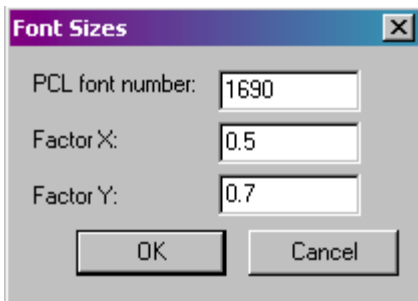 Font Sizes
PCL font number: 1690
Factor X: 0.5
Factor Y: 0.7
OK Cancel